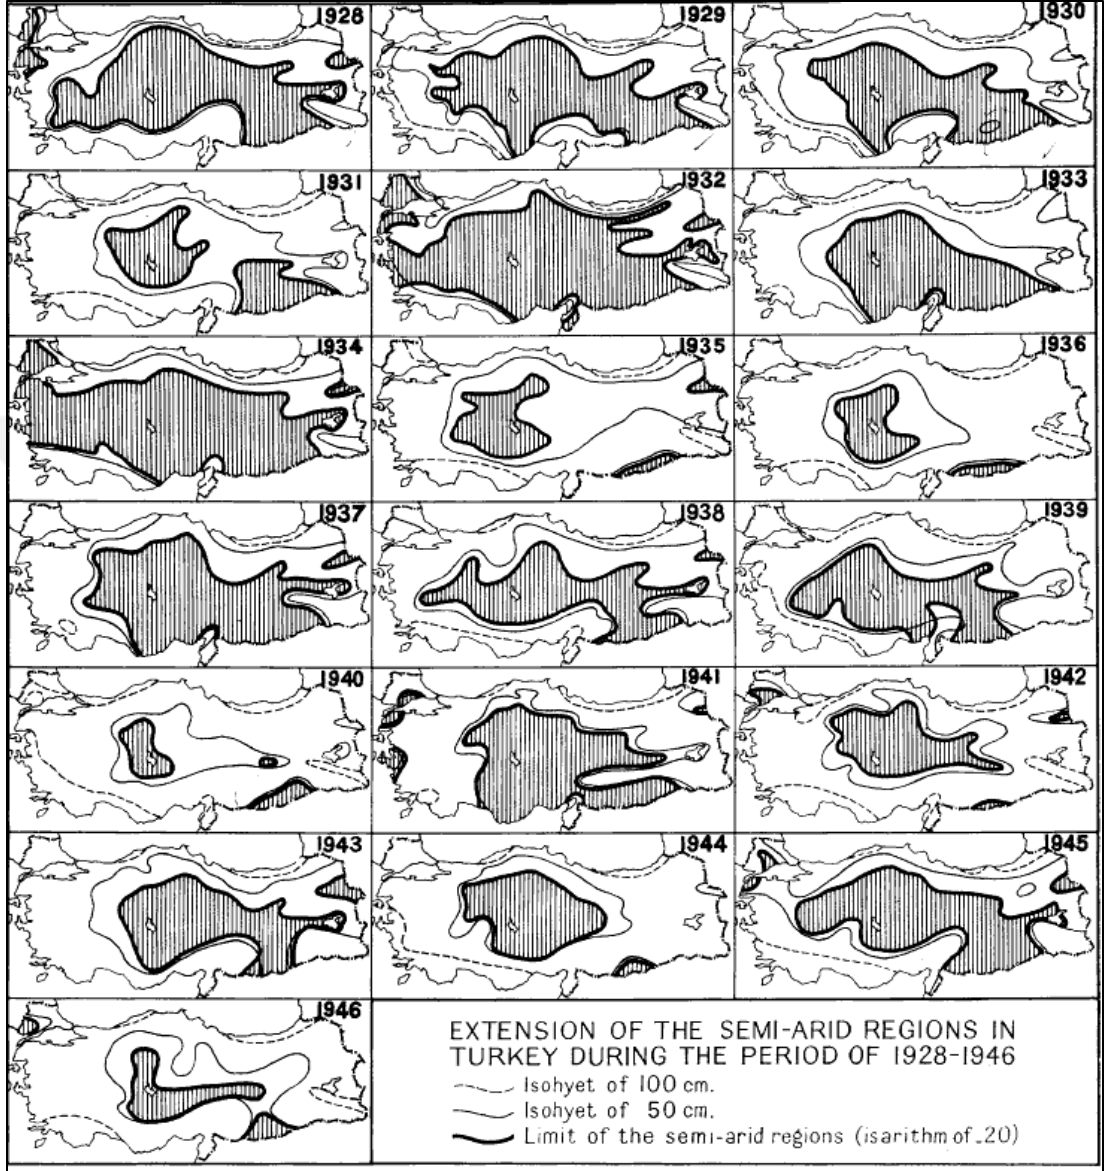 1928 1929 1930
1931 1932 1933
1934 1935 1936
1937 1938 1939
1940 1941 1942
1943 1944 1945
1946
EXTENSION OF THE SEMI-ARID REGIONS IN
TURKEY DURING THE PERIOD OF 1928-1946
Isohyet of 100 cm.
Isohyet of 50 cm.
Limit of the semi-arid regions (isarithm of -20)